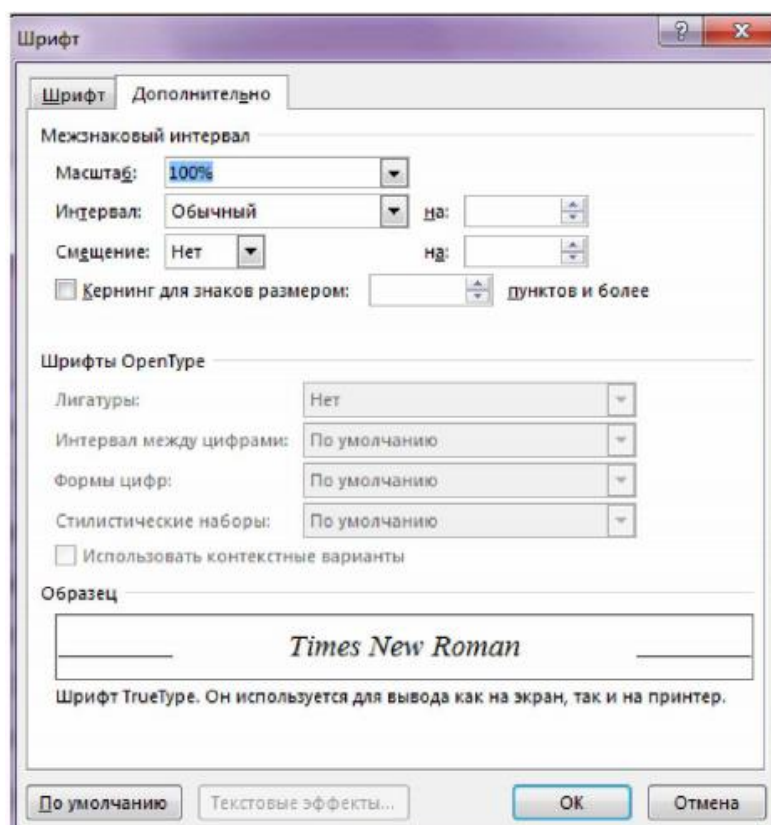 Шрифт
Шрифт Дополнительно
Межзнаковый интервал
Масштаб: 100%
Интервал: Обычный на:
Смещение: Нет на:
Кернинг для знаков размером: пунктов и более
Шрифты OpenType
Лигатуры: Нет
Интервал между цифрами: По умолчанию
Формы цифр: По умолчанию
Стилистические наборы: По умолчанию
Использовать контекстные варианты
Образец
Times New Roman
Шрифт TrueType. Он используется для вывода как на экран, так и на принтер.
По умолчанию Текстовые эффекты... ОК Отмена